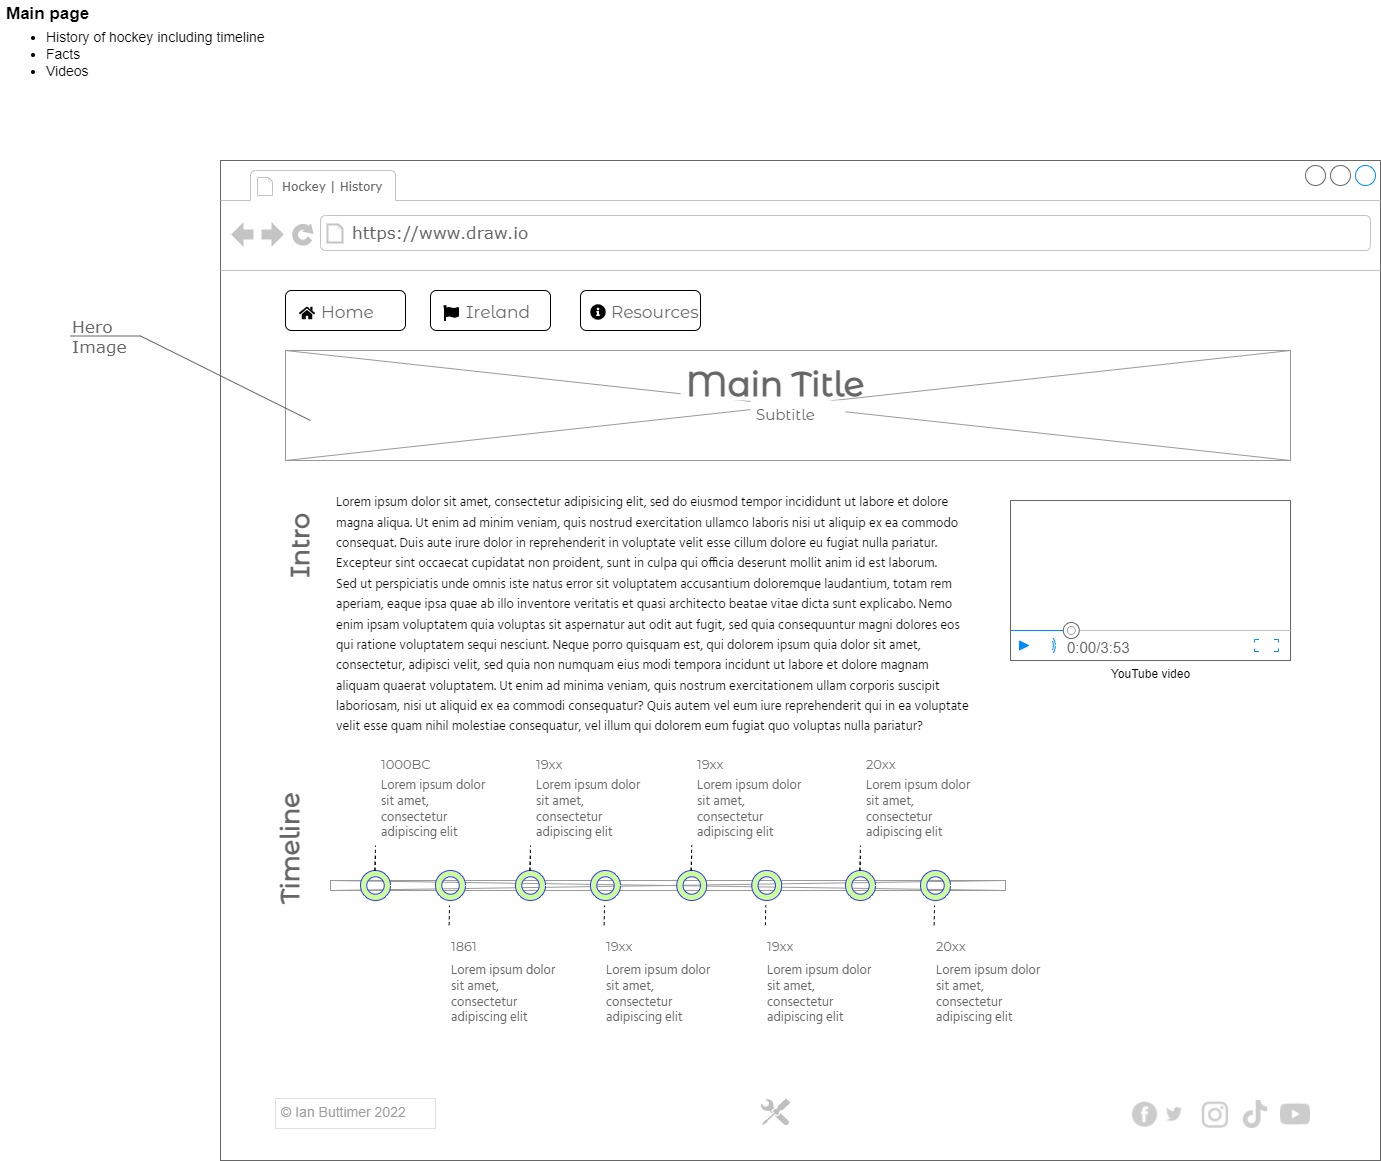 Main page
History of hockey including timeline
Facts
Videos
Hockey | History
https://www.draw.io
Home
Ireland
Resources
Hero
Image
Main Title
Subtitle
Intro
Lorem ipsum dolor sit amet, consectetur adipisicing elit, sed do eiusmod tempor incididunt ut labore et dolore
magna aliqua. Ut enim ad minim veniam, quis nostrud exercitation ullamco laboris nisi ut aliquip ex ea commodo
consequat. Duis aute irure dolor in reprehenderit in voluptate velit esse cillum dolore eu fugiat nulla pariatur.
Excepteur sint occaecat cupidatat non proident, sunt in culpa qui officia deserunt mollit anim id est laborum.
Sed ut perspiciatis unde omnis iste natus error sit voluptatem accusantium doloremque laudantium, totam rem
aperiam, eaque ipsa quae ab illo inventore veritatis et quasi architecto beatae vitae dicta sunt explicabo. Nemo
enim ipsam voluptatem quia voluptas sit aspernatur aut odit aut fugit, sed quia consequuntur magni dolores eos
qui ratione voluptatem sequi nesciunt. Neque porro quisquam est, qui dolorem ipsum quia dolor sit amet,
consectetur, adipisci velit, sed quia non numquam eius modi tempora incidunt ut labore et dolore magnam
aliquam quaerat voluptatem. Ut enim ad minima veniam, quis nostrum exercitationem ullam corporis suscipit
laboriosam, nisi ut aliquid ex ea commodi consequatur? Quis autem vel eum iure reprehenderit qui in ea voluptate
velit esse quam nihil molestiae consequatur, vel illum qui dolorem eum fugiat quo voluptas nulla pariatur?
0:00/3:53
YouTube video
Timeline
1000BC
Lorem ipsum dolor
sit amet,
consectetur
adipiscing elit
19xx
Lorem ipsum dolor
sit amet,
consectetur
adipiscing elit
19xx
Lorem ipsum dolor
sit amet,
consectetur
adipiscing elit
20xx
Lorem ipsum dolor
sit amet,
consectetur
adipiscing elit
1861
Lorem ipsum dolor
sit amet,
consectetur
adipiscing elit
19xx
Lorem ipsum dolor
sit amet,
consectetur
adipiscing elit
19xx
Lorem ipsum dolor
sit amet,
consectetur
adipiscing elit
20xx
Lorem ipsum dolor
sit amet,
consectetur
adipiscing elit
© Ian Buttimer 2022